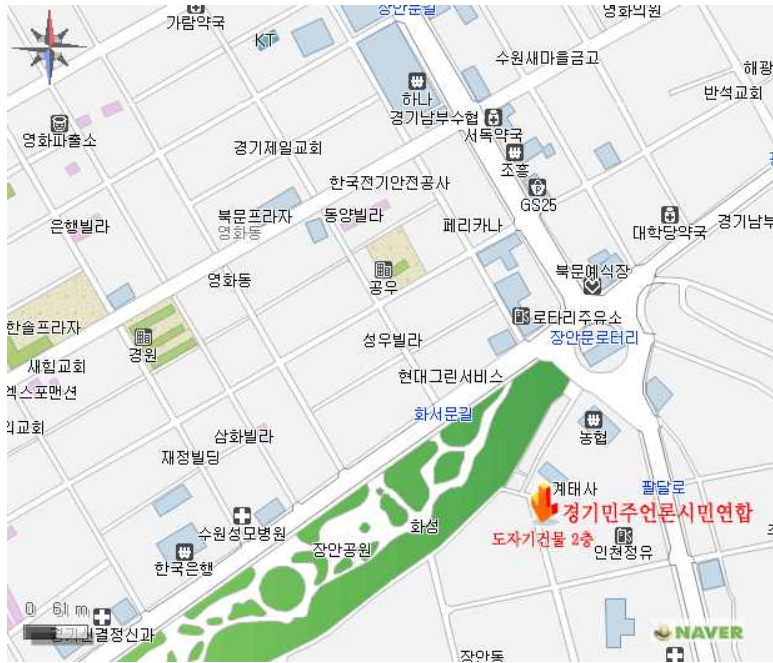 장안문길
영화의원
가람약국
KT
수원새마을금고
해광
하나
반석교회
경기남부수협
서독약국
영화파출소
경기제일교회
조흥
한국전기안전공사
GS25
북문프라자
동양빌라
페리카나
은행빌라
영화동
대학당약국
경기남부
영화동
공우
북문예식장
한솔프라자
로타리주유소
경원
성우빌라
장안문로터리
새힘교회
현대그린서비스
엑스포맨션
화서문길
삼화빌라
농협
재정빌딩
계태사
팔달로
경기민주언론시민연합
수원성모병원
화성
도자기건물 2층
인천정유
한국은행
장안공원
0 61 m
NAVER
장안동